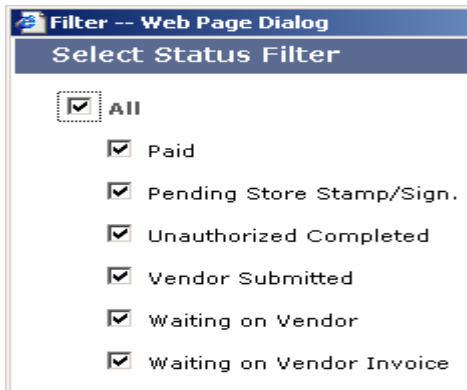 Filter -- Web Page Dialog
Select Status Filter
All
Paid
Pending Store Stamp/Sign.
Unauthorized Completed
Vendor Submitted
Waiting on Vendor
Waiting on Vendor Invoice